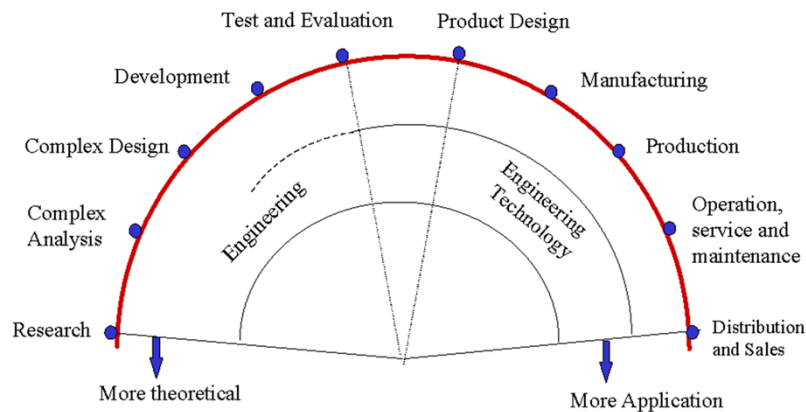 Test and Evaluation
Product Design
Development
Manufacturing
Complex Design
Production
Engineering
Engineering
Technology
Complex
Analysis
Operation,
service and
maintenance
Research
Distribution
and Sales
More theoretical
More Application